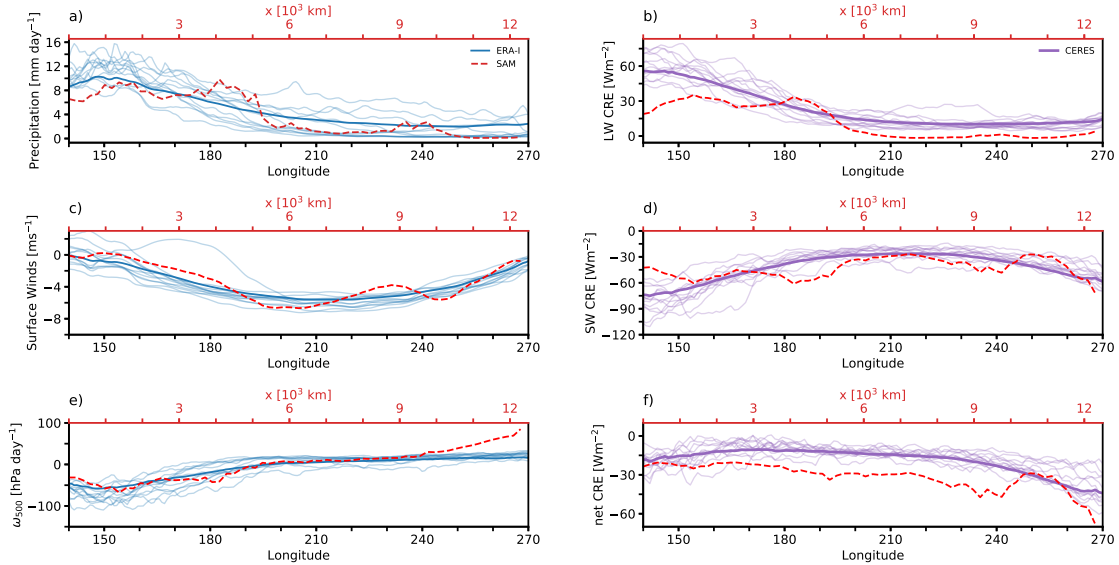 a)
x [10³ km]
3 6 9 12
Precipitation [mm day⁻¹]
16
12
8
4
0
ERA-I
SAM
150 180 210 240 270
Longitude
b)
x [10³ km]
3 6 9 12
LW CRE [Wm⁻²]
60
30
0
CERES
150 180 210 240 270
Longitude
c)
x [10³ km]
3 6 9 12
Surface Winds [ms⁻¹]
0
−4
−8
150 180 210 240 270
Longitude
d)
x [10³ km]
3 6 9 12
SW CRE [Wm⁻²]
0
−30
−60
−90
−120
150 180 210 240 270
Longitude
e)
x [10³ km]
3 6 9 12
ω₅₀₀ [hPa day⁻¹]
100
0
−100
150 180 210 240 270
Longitude
f)
x [10³ km]
3 6 9 12
net CRE [Wm⁻²]
0
−30
−60
150 180 210 240 270
Longitude